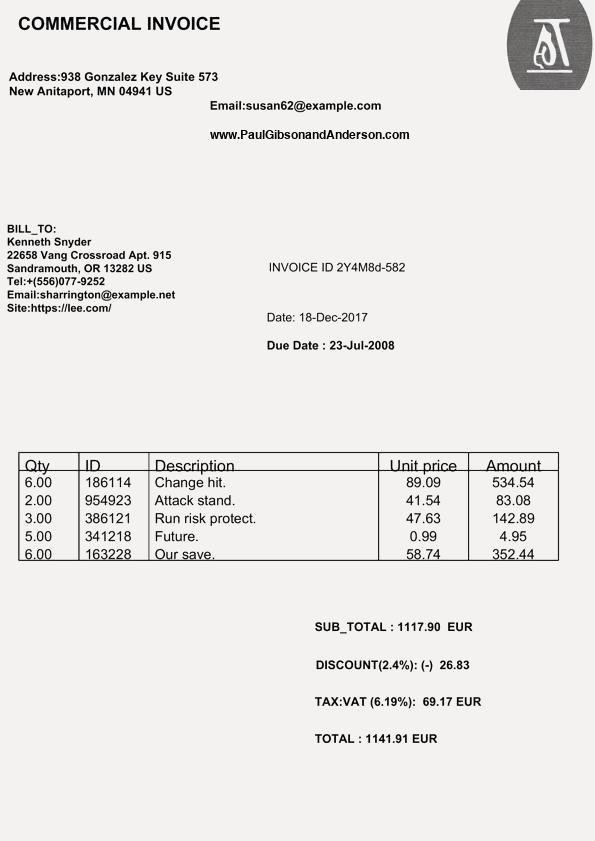 COMMERCIAL INVOICE
Address:938 Gonzalez Key Suite 573
New Anitaport, MN 04941 US
Email:susan62@example.com
www.PaulGibsonandAnderson.com
BILL_TO:
Kenneth Snyder
22658 Vang Crossroad Apt. 915
Sandramouth, OR 13282 US
Tel:+(556)077-9252
Email:sharrington@example.net
Site:https://lee.com/
INVOICE ID 2Y4M8d-582
Date: 18-Dec-2017
Due Date : 23-Jul-2008
Qty ID Description Unit price Amount
6.00 186114 Change hit. 89.09 534.54
2.00 954923 Attack stand. 41.54 83.08
3.00 386121 Run risk protect. 47.63 142.89
5.00 341218 Future. 0.99 4.95
6.00 163228 Our save. 58.74 352.44
SUB_TOTAL : 1117.90 EUR
DISCOUNT(2.4%): (-) 26.83
TAX:VAT (6.19%): 69.17 EUR
TOTAL : 1141.91 EUR